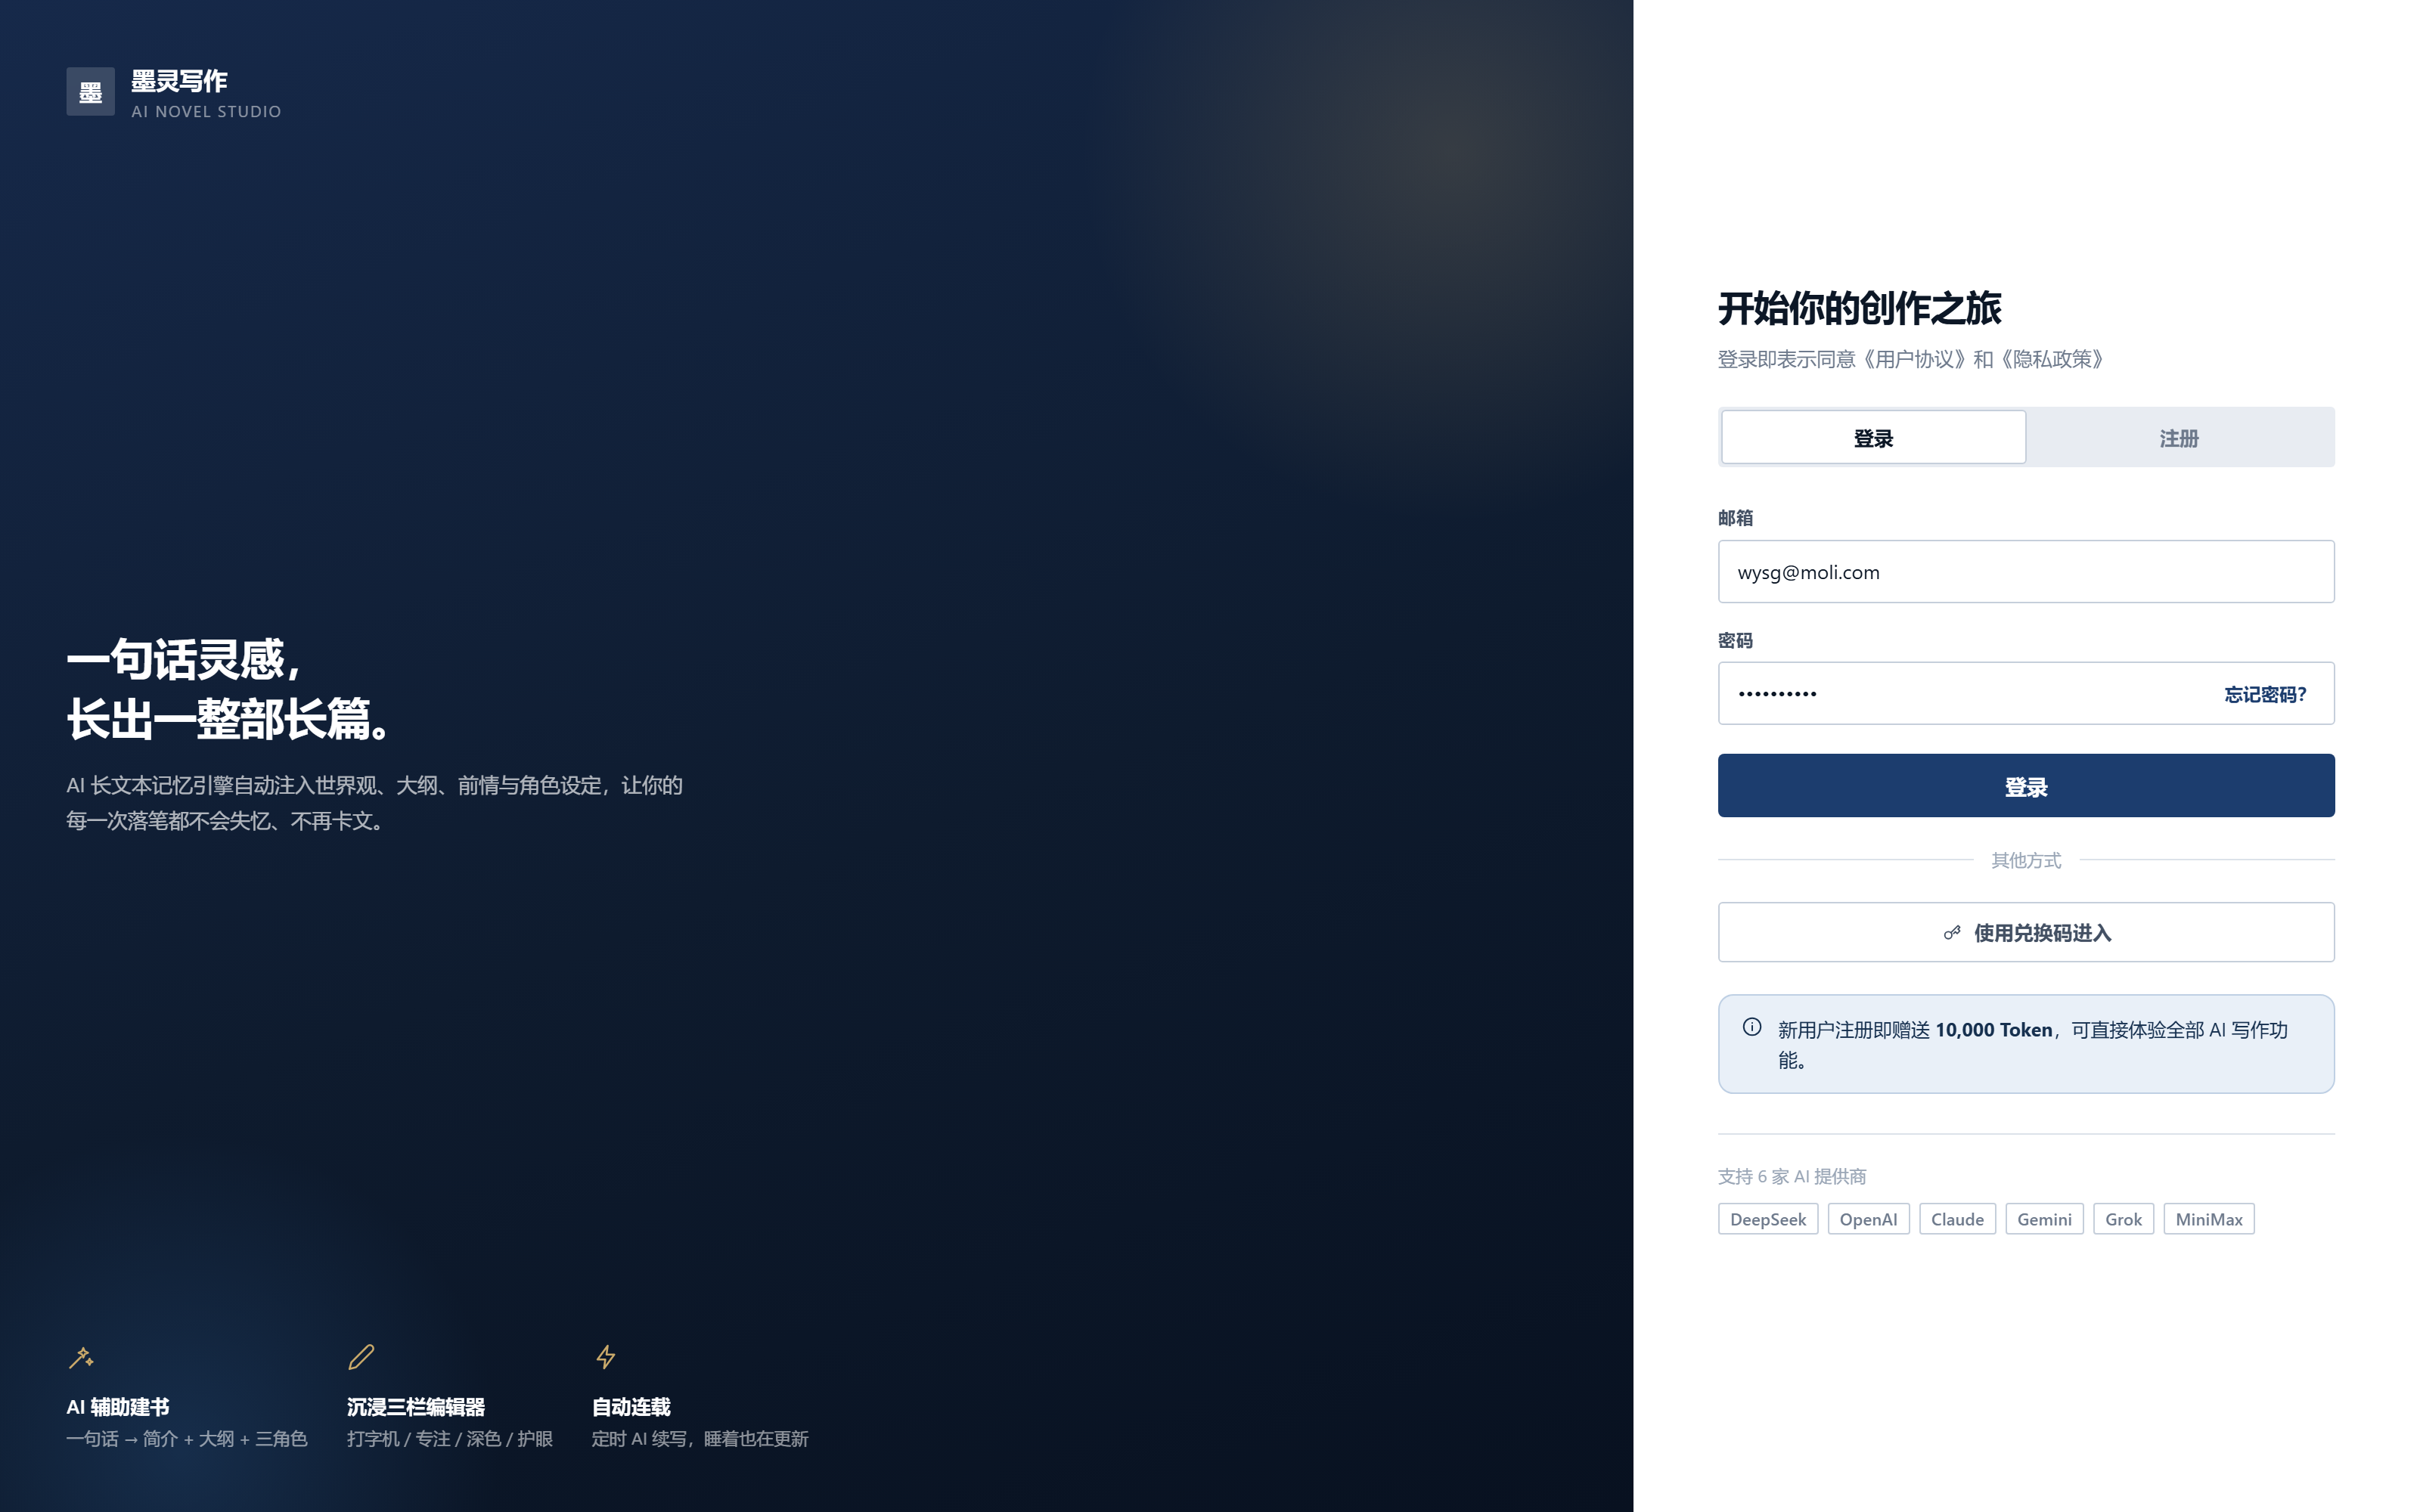 墨
墨灵写作
AI NOVEL STUDIO
一句话灵感，
长出一整部长篇。
AI 长文本记忆引擎自动注入世界观、大纲、前情与角色设定，让你的
每一次落笔都不会失忆、不再卡文。
AI 辅助建书
一句话 → 简介 + 大纲 + 三角色
沉浸三栏编辑器
打字机 / 专注 / 深色 / 护眼
自动连载
定时 AI 续写，睡着也在更新
开始你的创作之旅
登录即表示同意《用户协议》和《隐私政策》
登录
注册
邮箱
wysg@moli.com
密码
••••••••••
忘记密码?
登录
其他方式
使用兑换码进入
新用户注册即赠送 10,000 Token，可直接体验全部 AI 写作功
能。
支持 6 家 AI 提供商
DeepSeek
OpenAI
Claude
Gemini
Grok
MiniMax